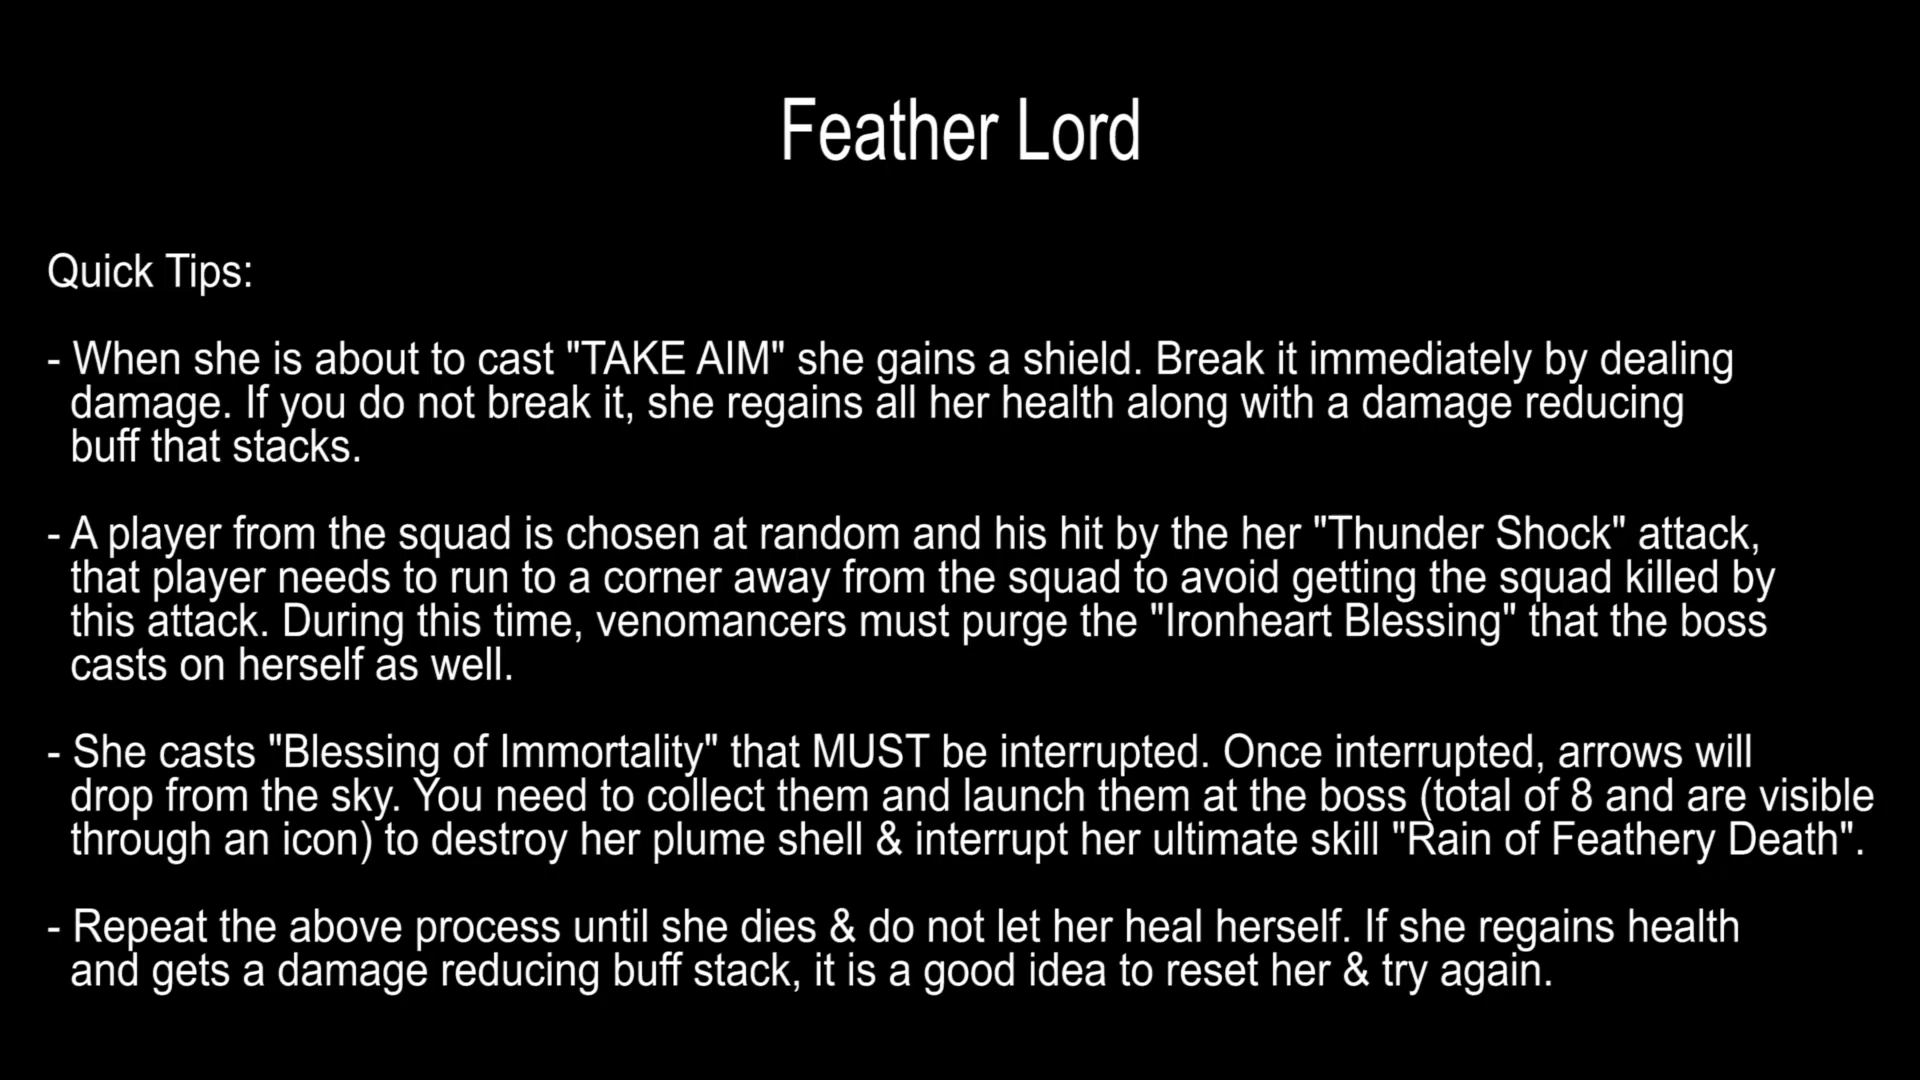 Feather Lord
Quick Tips:
- When she is about to cast "TAKE AIM" she gains a shield. Break it immediately by dealing
damage. If you do not break it, she regains all her health along with a damage reducing
buff that stacks.
- A player from the squad is chosen at random and his hit by the her "Thunder Shock" attack,
that player needs to run to a corner away from the squad to avoid getting the squad killed by
this attack. During this time, venomancers must purge the "Ironheart Blessing" that the boss
casts on herself as well.
- She casts "Blessing of Immortality" that MUST be interrupted. Once interrupted, arrows will
drop from the sky. You need to collect them and launch them at the boss (total of 8 and are visible
through an icon) to destroy her plume shell & interrupt her ultimate skill "Rain of Feathery Death".
- Repeat the above process until she dies & do not let her heal herself. If she regains health
and gets a damage reducing buff stack, it is a good idea to reset her & try again.